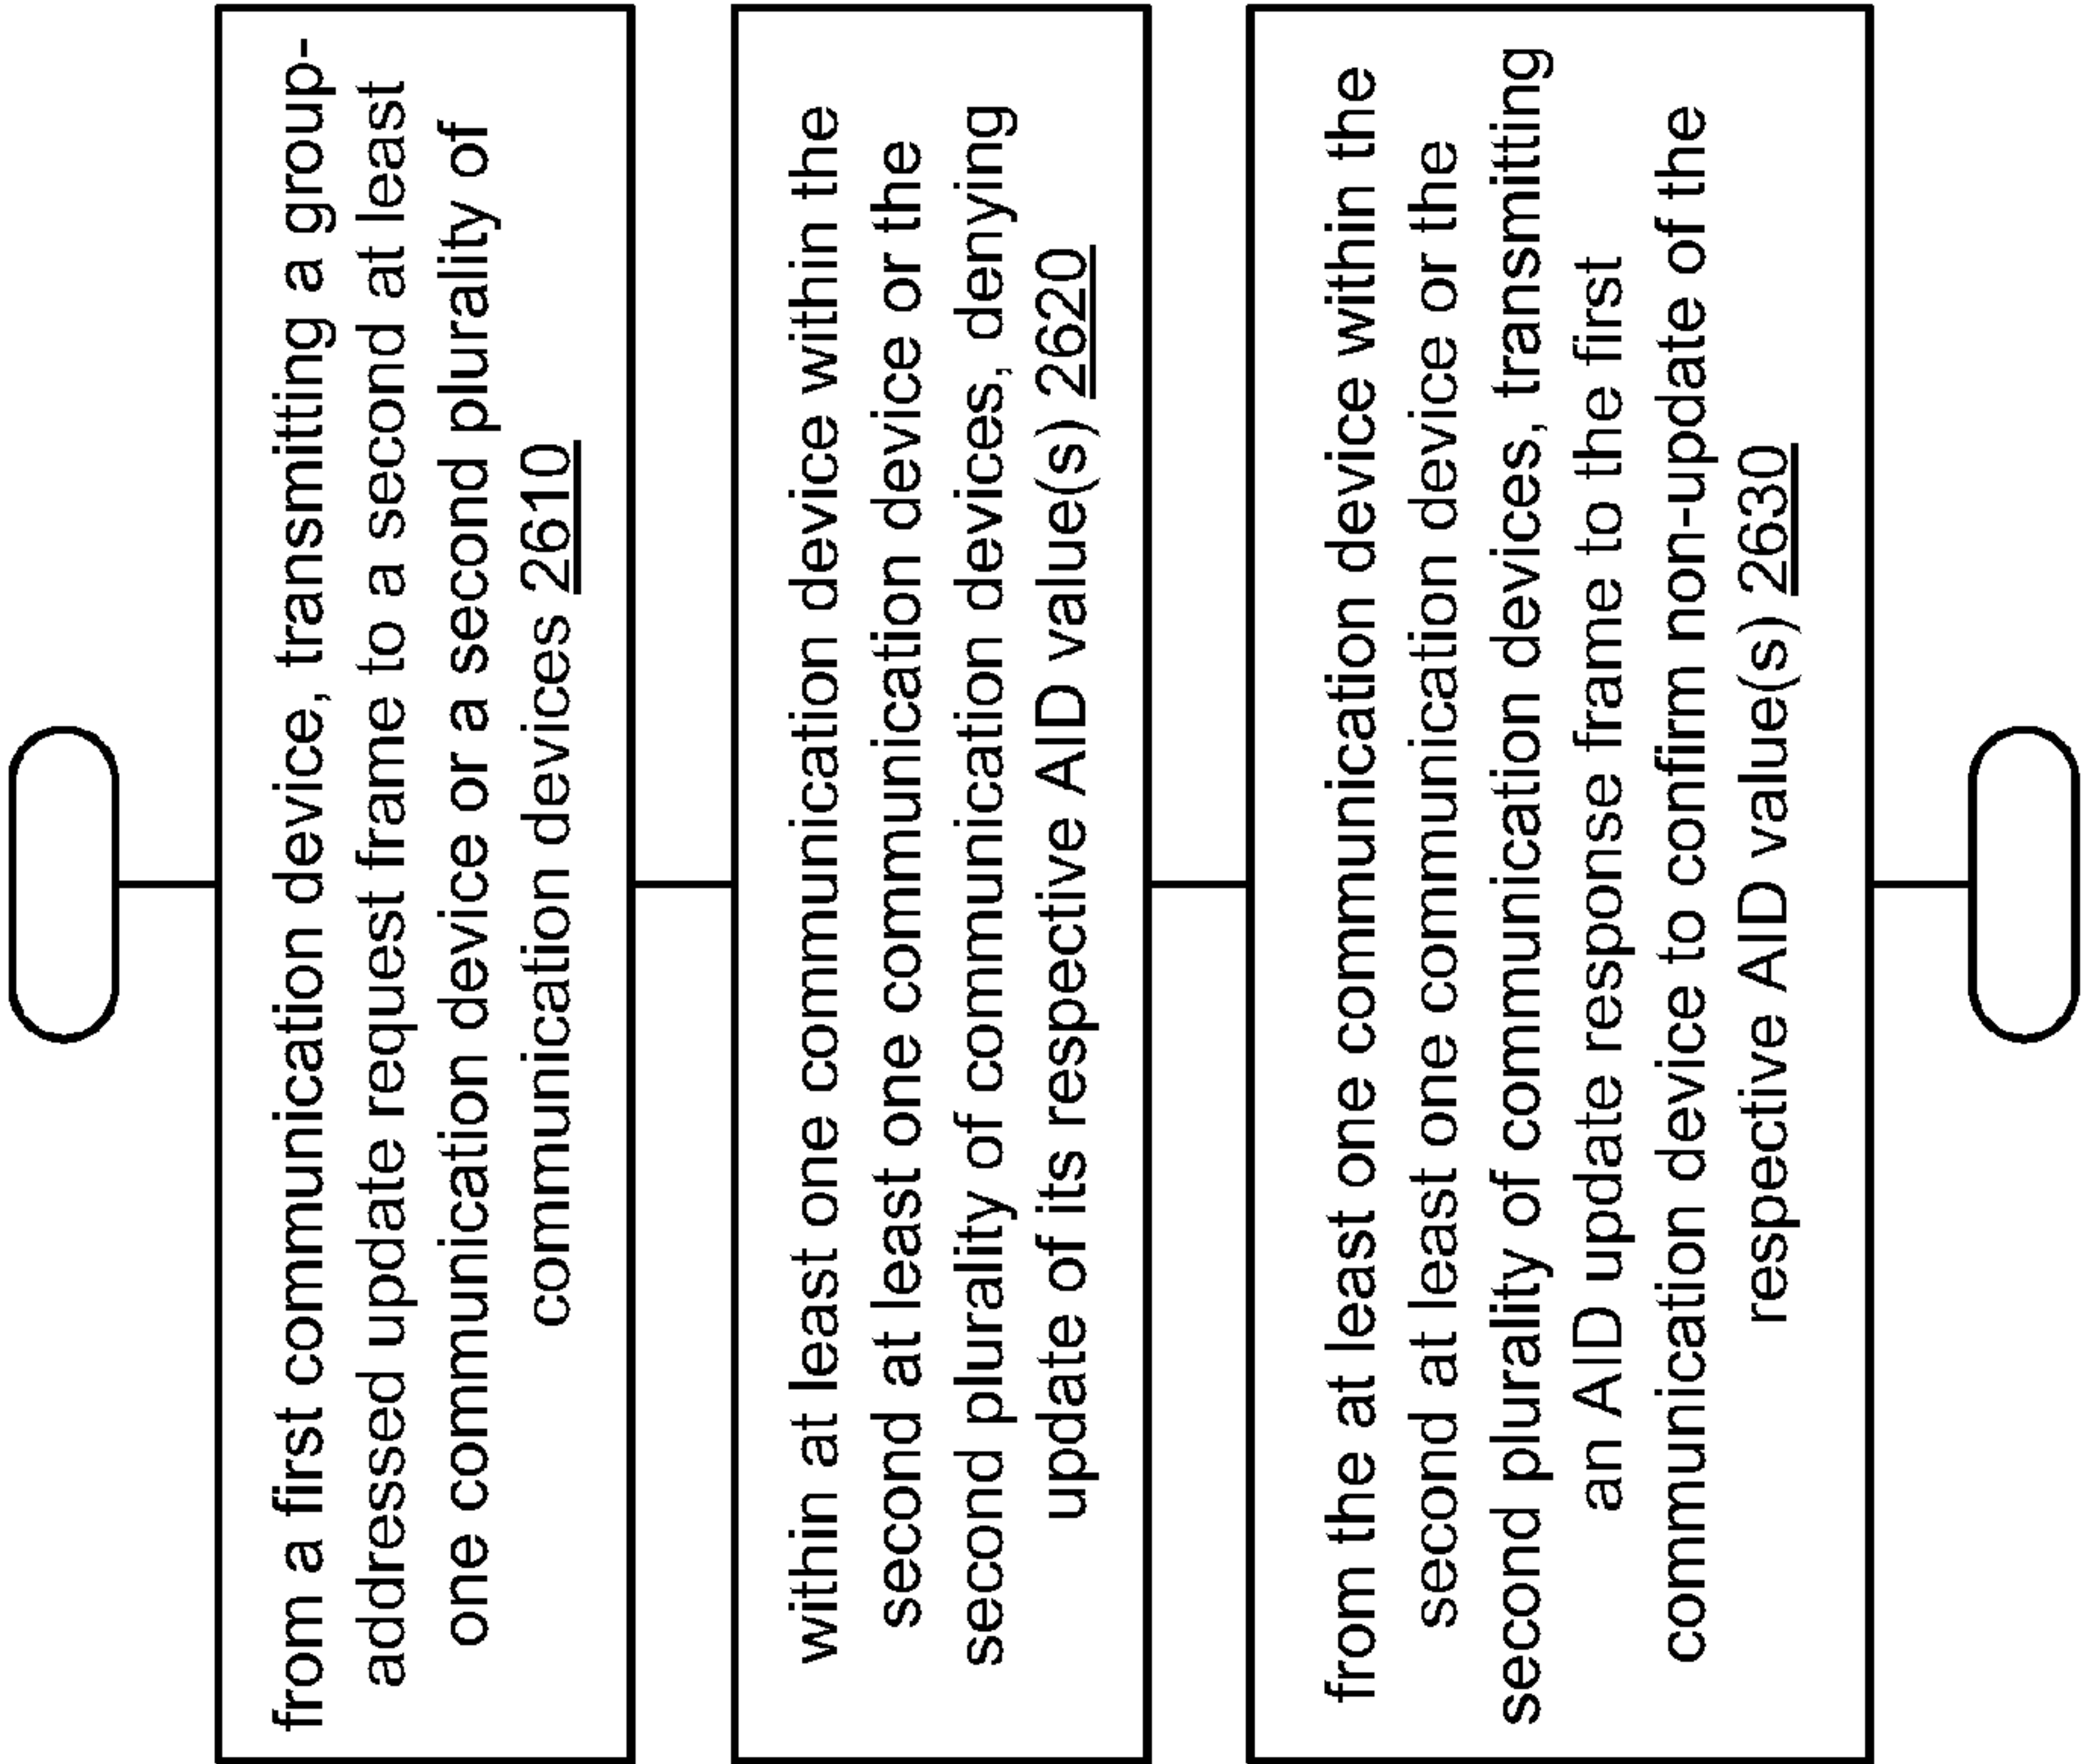 from a first communication device, transmitting a group-
addressed update request frame to a second at least
one communication device or a second plurality of
communication devices 2610
within at least one communication device within the
second at least one communication device or the
second plurality of communication devices, denying
update of its respective AID value(s) 2620
from the at least one communication device within the
second at least one communication device or the
second plurality of communication devices, transmitting
an AID update response frame to the first
communication device to confirm non-update of the
respective AID value(s) 2630